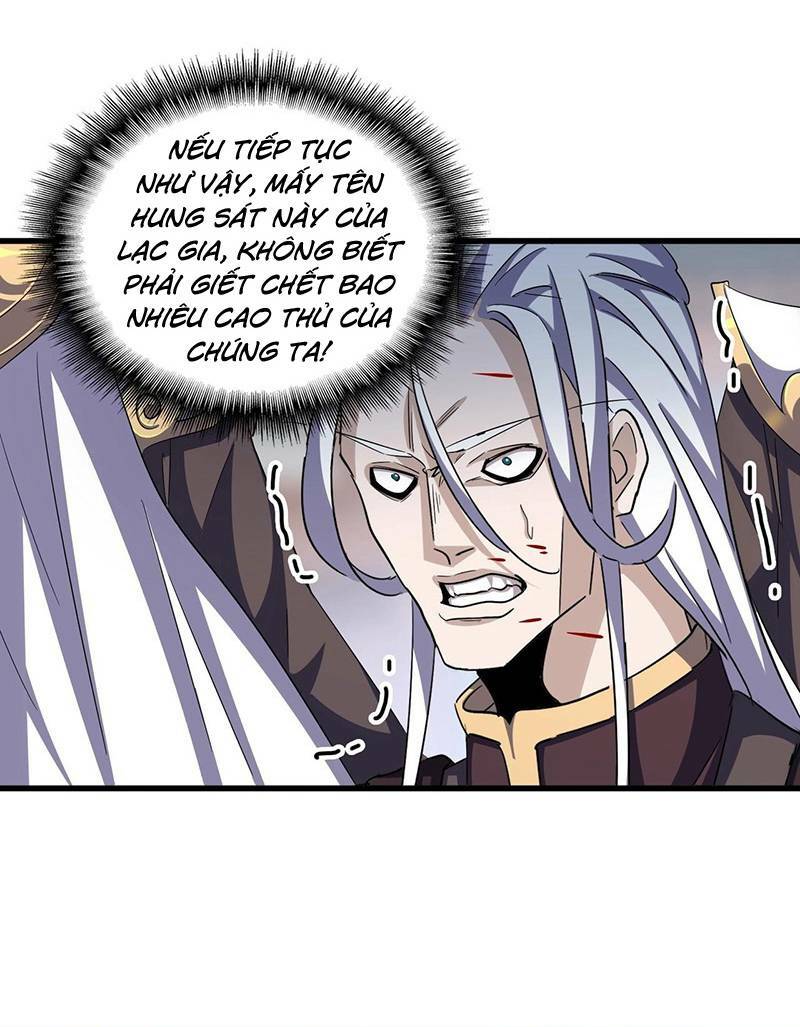 NẾU TIẾP TỤC
NHƯ VẬY, MẤY TÊN
HUNG SÁT NÀY CỦA
LẠC GIA, KHÔNG BIẾT
PHẢI GIẾT CHẾT BAO
NHIÊU CAO THỦ CỦA
CHÚNG TA!